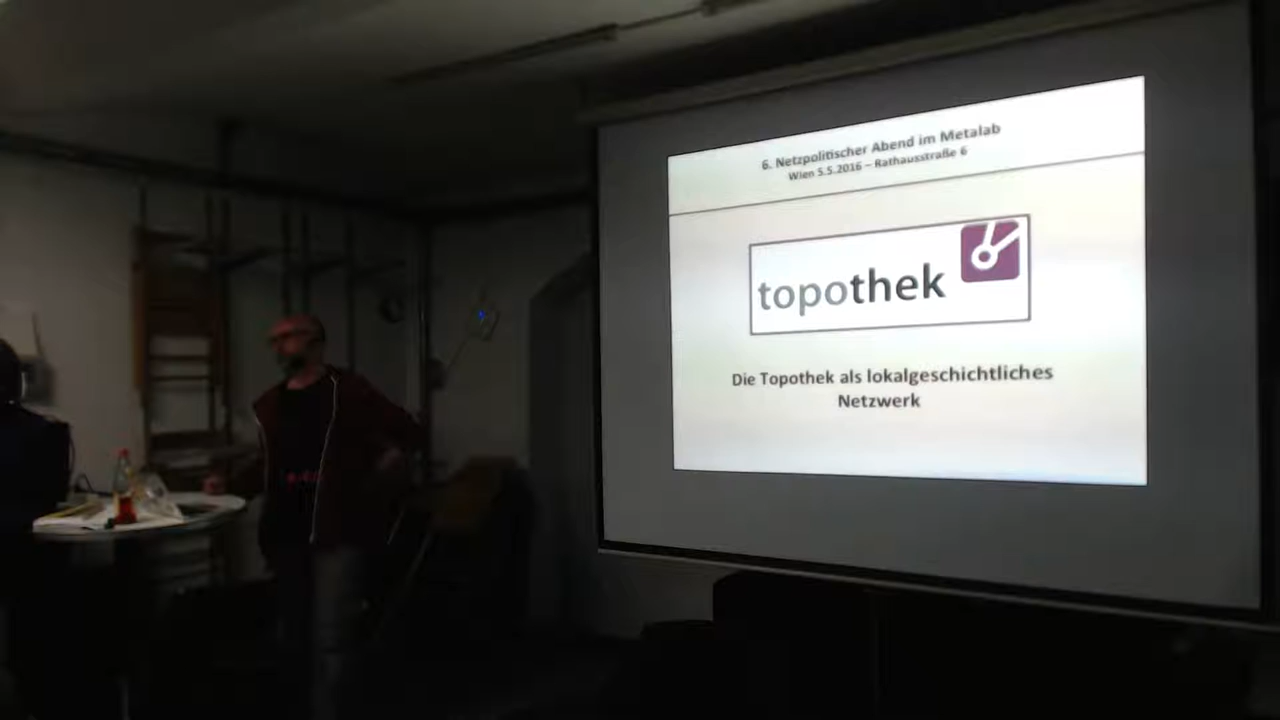 6. Netzpolitischer Abend im Metalab
Wien 5.5.2016 – Rathausstraße 6
topothek
Die Topothek als lokalgeschichtliches
Netzwerk